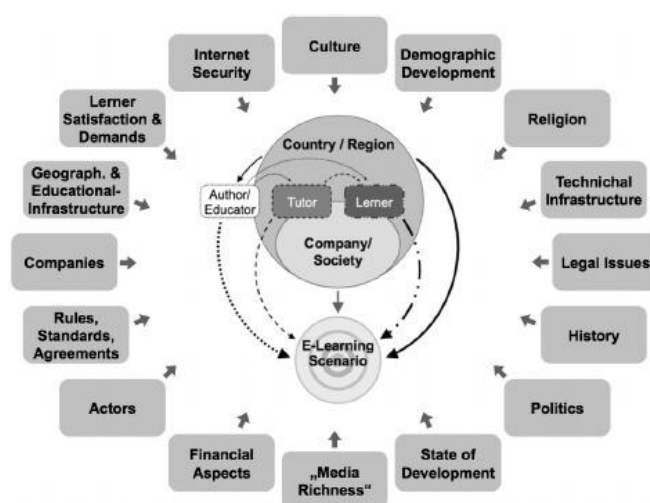 Culture
Internet
Security
Demographic
Development
Lerner
Satisfaction &
Demands
Religion
Country / Region
Geograph. &
Educational-
Infrastructure
Author/
Educator
Tutor
Lerner
Technichal
Infrastructure
Company/
Society
Companies
Legal Issues
Rules,
Standards,
Agreements
E-Learning
Scenario
History
Actors
Politics
Financial
Aspects
„Media
Richness“
State of
Development